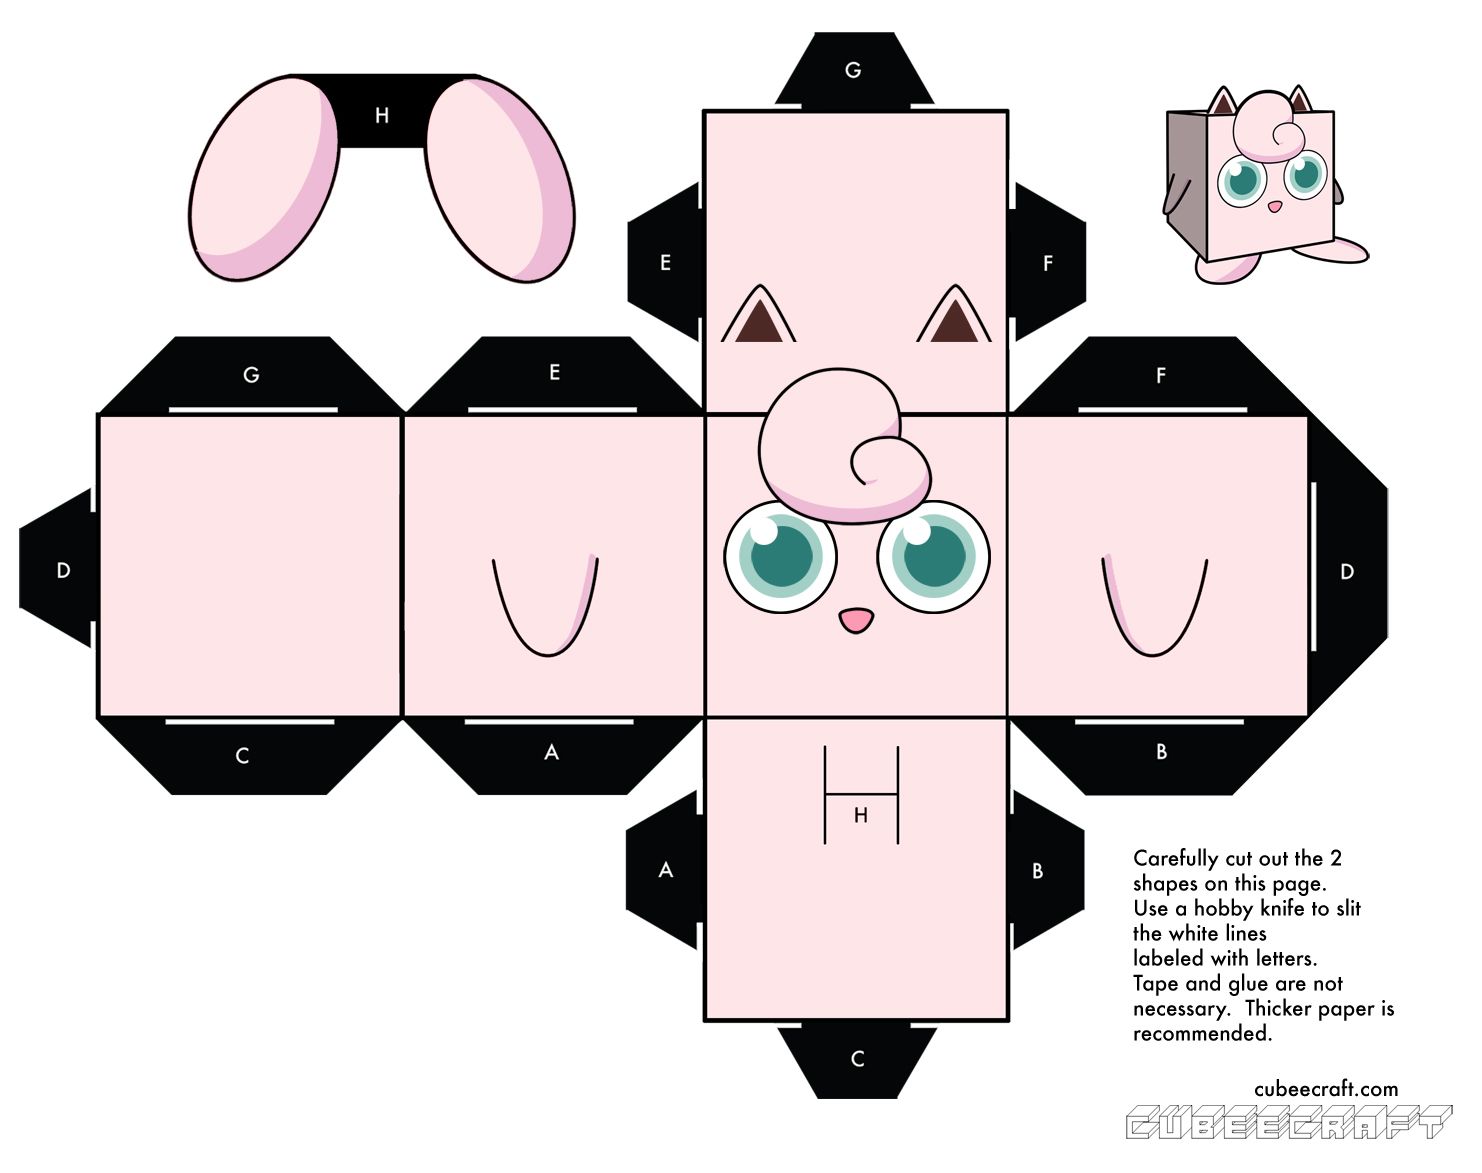 G
H
E
F
G
E
F
D
D
C
A
B
H
A
B
C
Carefully cut out the 2
shapes on this page.
Use a hobby knife to slit
the white lines
labeled with letters.
Tape and glue are not
necessary. Thicker paper is
recommended.
cubeecraft.com
CUBEECRAFT